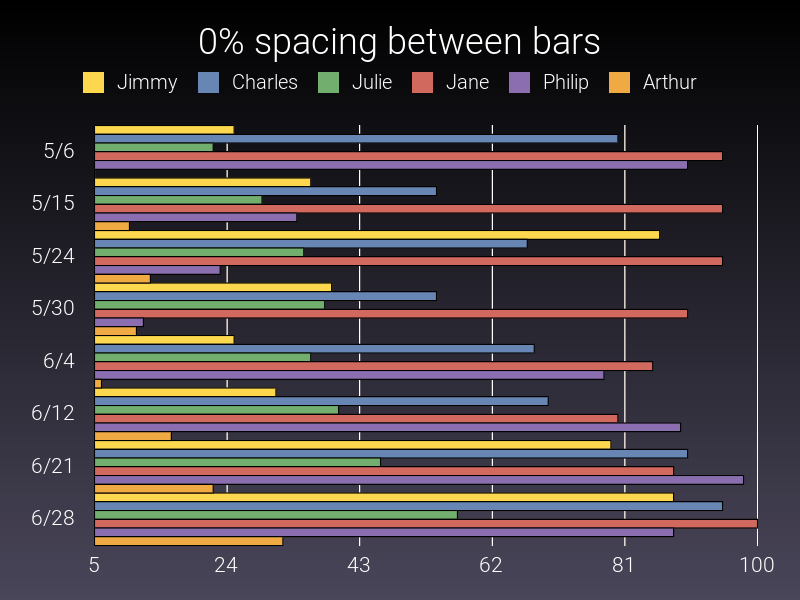 0% spacing between bars
Jimmy Charles Julie Jane Philip Arthur
5/6
5/15
5/24
5/30
6/4
6/12
6/21
6/28
5 24 43 62 81 100